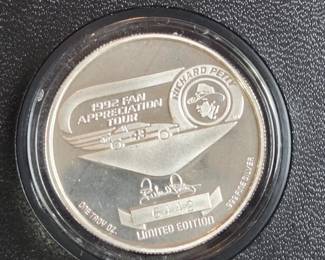 1992 FAN
APPRECIATION
TOUR
RICHARD PETTY
LIMITED EDITION
ONE TROY OZ.
.999 FINE SILVER